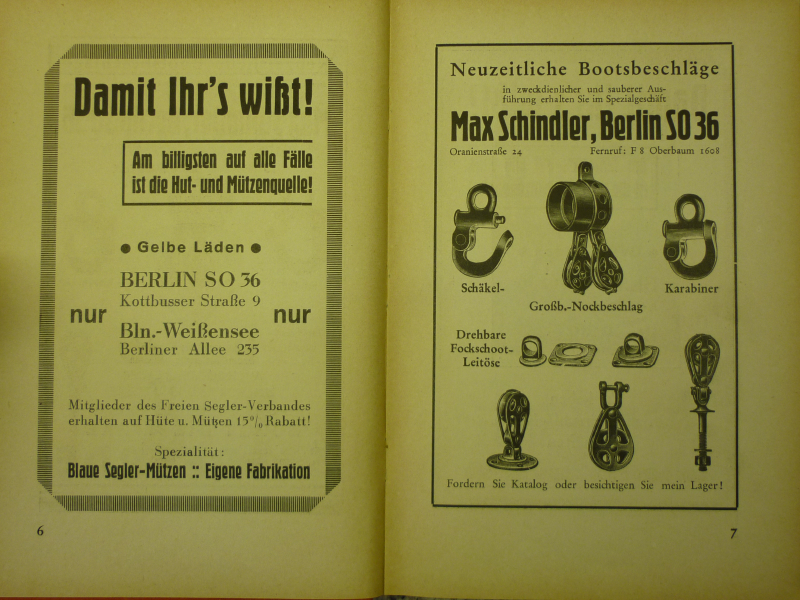 Damit Ihr's wißt!
Am billigsten auf alle Fälle
ist die Hut- und Mützenquelle!
● Gelbe Läden ●
BERLIN SO 36
Kottbusser Straße 9
nur nur
Bln.-Weißensee
Berliner Allee 235
Mitglieder des Freien Segler-Verbandes
erhalten auf Hüte u. Mützen 15% Rabatt!
Spezialität:
Blaue Segler-Mützen :: Eigene Fabrikation
6
Neuzeitliche Bootsbeschläge
in zweckdienlicher und sauberer Aus-
führung erhalten Sie im Spezialgeschäft
Max Schindler, Berlin SO 36
Oranienstraße 24 Fernruf: F 8 Oberbaum 1608
Schäkel- Karabiner
Großb.-Nockbeschlag
Drehbare
Fockschoot-
Leitöse
Fordern Sie Katalog oder besichtigen Sie mein Lager!
7